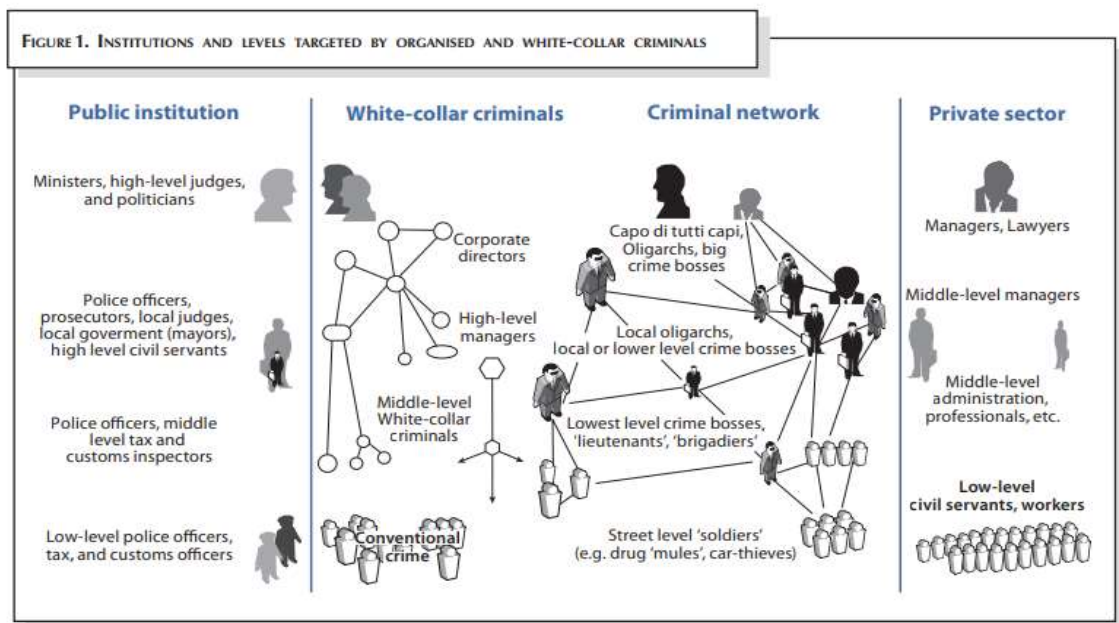 FIGURE 1. INSTITUTIONS AND LEVELS TARGETED BY ORGANISED AND WHITE-COLLAR CRIMINALS
Public institution
Ministers, high-level judges,
and politicians
Police officers,
prosecutors, local judges,
local goverment (mayors),
high level civil servants
Police officers, middle
level tax and
customs inspectors
Low-level police officers,
tax, and customs officers
White-collar criminals
Corporate
directors
High-level
managers
Middle-level
White-collar
criminals
Conventional
crime
Criminal network
Capo di tutti capi,
Oligarchs, big
crime bosses
Local oligarchs,
local or lower level crime bosses
Lowest level crime bosses,
'lieutenants', 'brigadiers'
Street level 'soldiers'
(e.g. drug 'mules', car-thieves)
Private sector
Managers, Lawyers
Middle-level managers
Middle-level
administration,
professionals, etc.
Low-level
civil servants, workers